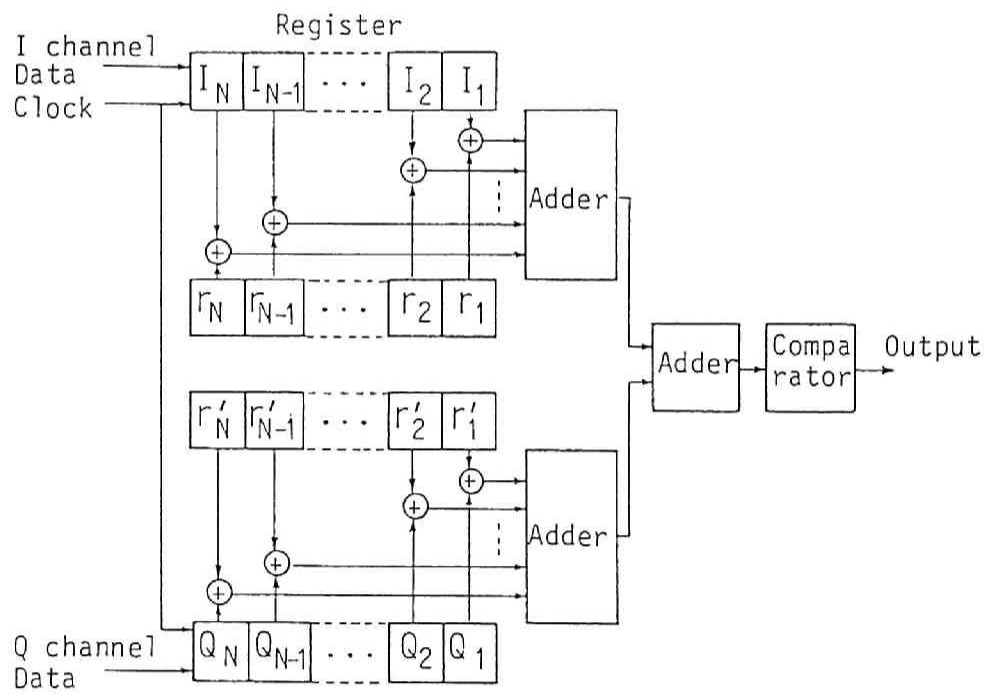 Register
I channel
Data
Clock
I_N I_N-1 ··· I_2 I_1
Adder
r_N r_N-1 ··· r_2 r_1
Adder
Compa
rator
Output
r'_N r'_N-1 ··· r'_2 r'_1
Adder
Q channel
Data
Q_N Q_N-1 ··· Q_2 Q_1